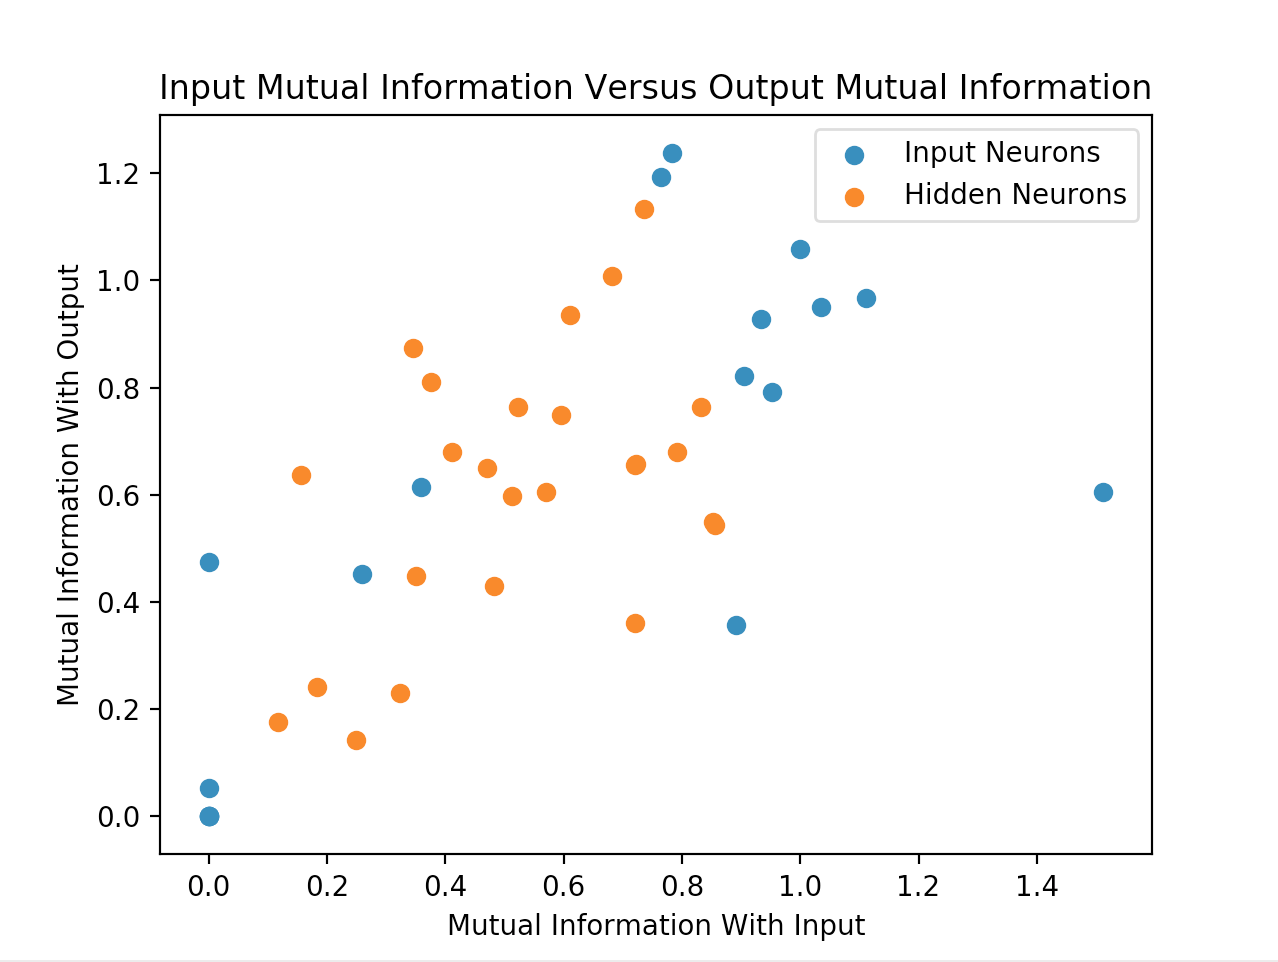 Input Mutual Information Versus Output Mutual Information
Input Neurons
Hidden Neurons
Mutual Information With Output
1.2
1.0
0.8
0.6
0.4
0.2
0.0
0.0 0.2 0.4 0.6 0.8 1.0 1.2 1.4
Mutual Information With Input